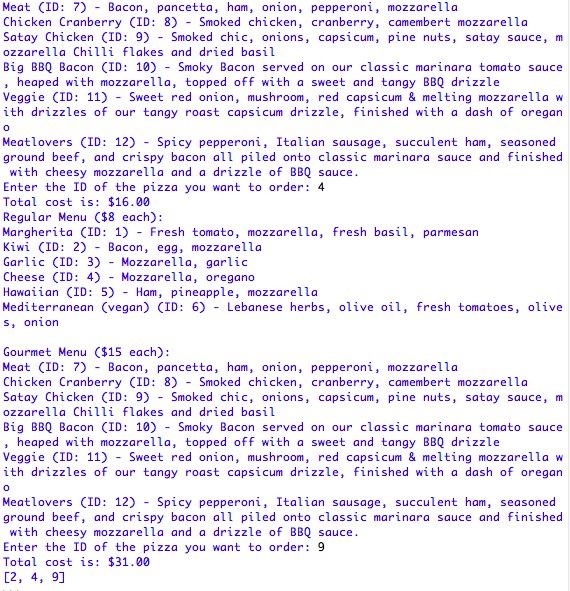 Meat (ID: 7) - Bacon, pancetta, ham, onion, pepperoni, mozzarella
Chicken Cranberry (ID: 8) - Smoked chicken, cranberry, camembert mozzarella
Satay Chicken (ID: 9) - Smoked chic, onions, capsicum, pine nuts, satay sauce, m
ozzarella Chilli flakes and dried basil
Big BBQ Bacon (ID: 10) - Smoky Bacon served on our classic marinara tomato sauce
, heaped with mozzarella, topped off with a sweet and tangy BBQ drizzle
Veggie (ID: 11) - Sweet red onion, mushroom, red capsicum & melting mozzarella w
ith drizzles of our tangy roast capsicum drizzle, finished with a dash of oregan
o
Meatlovers (ID: 12) - Spicy pepperoni, Italian sausage, succulent ham, seasoned
ground beef, and crispy bacon all piled onto classic marinara sauce and finished
 with cheesy mozzarella and a drizzle of BBQ sauce.
Enter the ID of the pizza you want to order: 4
Total cost is: $16.00
Regular Menu ($8 each):
Margherita (ID: 1) - Fresh tomato, mozzarella, fresh basil, parmesan
Kiwi (ID: 2) - Bacon, egg, mozzarella
Garlic (ID: 3) - Mozzarella, garlic
Cheese (ID: 4) - Mozzarella, oregano
Hawaiian (ID: 5) - Ham, pineapple, mozzarella
Mediterranean (vegan) (ID: 6) - Lebanese herbs, olive oil, fresh tomatoes, olive
s, onion

Gourmet Menu ($15 each):
Meat (ID: 7) - Bacon, pancetta, ham, onion, pepperoni, mozzarella
Chicken Cranberry (ID: 8) - Smoked chicken, cranberry, camembert mozzarella
Satay Chicken (ID: 9) - Smoked chic, onions, capsicum, pine nuts, satay sauce, m
ozzarella Chilli flakes and dried basil
Big BBQ Bacon (ID: 10) - Smoky Bacon served on our classic marinara tomato sauce
, heaped with mozzarella, topped off with a sweet and tangy BBQ drizzle
Veggie (ID: 11) - Sweet red onion, mushroom, red capsicum & melting mozzarella w
ith drizzles of our tangy roast capsicum drizzle, finished with a dash of oregan
o
Meatlovers (ID: 12) - Spicy pepperoni, Italian sausage, succulent ham, seasoned
ground beef, and crispy bacon all piled onto classic marinara sauce and finished
 with cheesy mozzarella and a drizzle of BBQ sauce.
Enter the ID of the pizza you want to order: 9
Total cost is: $31.00
[2, 4, 9]